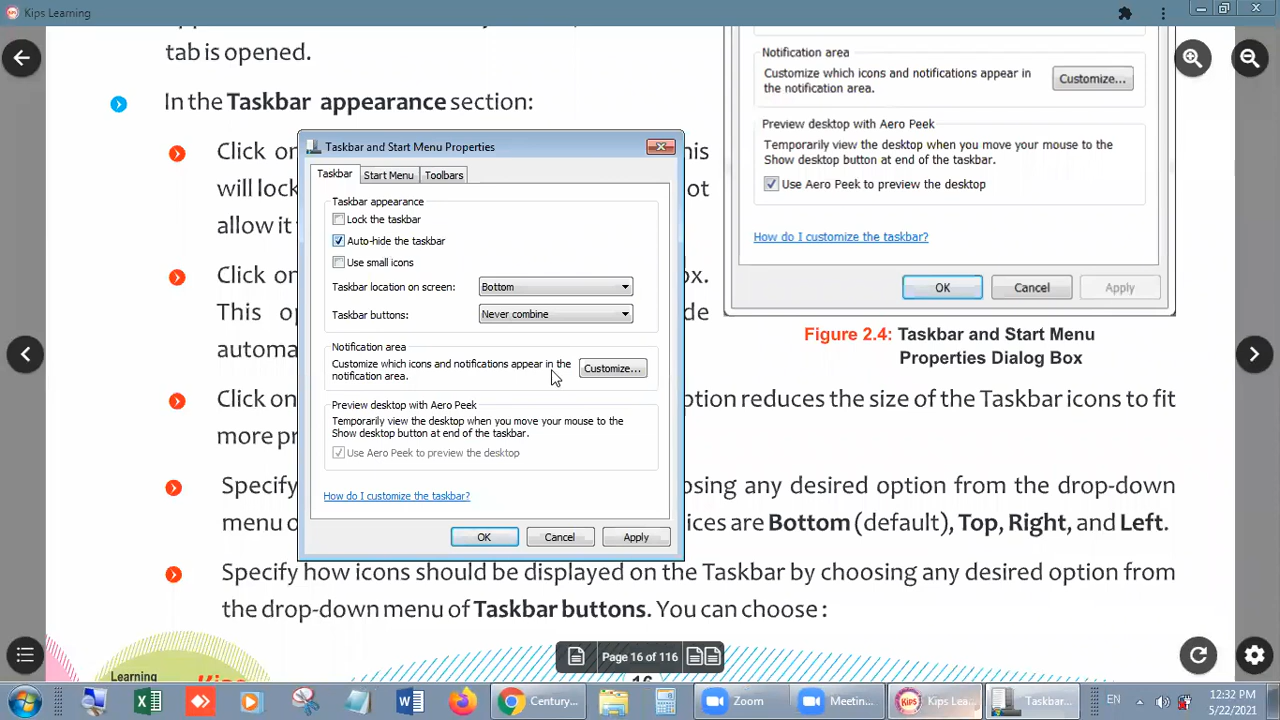 Kips Learning
tab is opened.
In the Taskbar appearance section:
Click on
his
will lock
not
allow it
Click on
ox.
This op
de
automa
Click on
ption reduces the size of the Taskbar icons to fit
more pr
Specify
osing any desired option from the drop-down
menu o
ices are Bottom (default), Top, Right, and Left.
Specify how icons should be displayed on the Taskbar by choosing any desired option from
the drop-down menu of Taskbar buttons. You can choose :
Notification area
Customize which icons and notifications appear in
the notification area.
Customize...
Preview desktop with Aero Peek
Temporarily view the desktop when you move your mouse to the
Show desktop button at end of the taskbar.
Use Aero Peek to preview the desktop
How do I customize the taskbar?
OK
Cancel
Apply
Figure 2.4: Taskbar and Start Menu
Properties Dialog Box
Taskbar and Start Menu Properties
Taskbar
Start Menu
Toolbars
Taskbar appearance
Lock the taskbar
Auto-hide the taskbar
Use small icons
Taskbar location on screen:
Bottom
Taskbar buttons:
Never combine
Notification area
Customize which icons and notifications appear in the
notification area.
Customize...
Preview desktop with Aero Peek
Temporarily view the desktop when you move your mouse to the
Show desktop button at end of the taskbar.
Use Aero Peek to preview the desktop
How do I customize the taskbar?
OK
Cancel
Apply
Page 16 of 116
Learning
Kips
16
Century...
Zoom
Meetin...
Kips
Kips Lea...
Taskbar...
EN
12:32 PM
5/22/2021